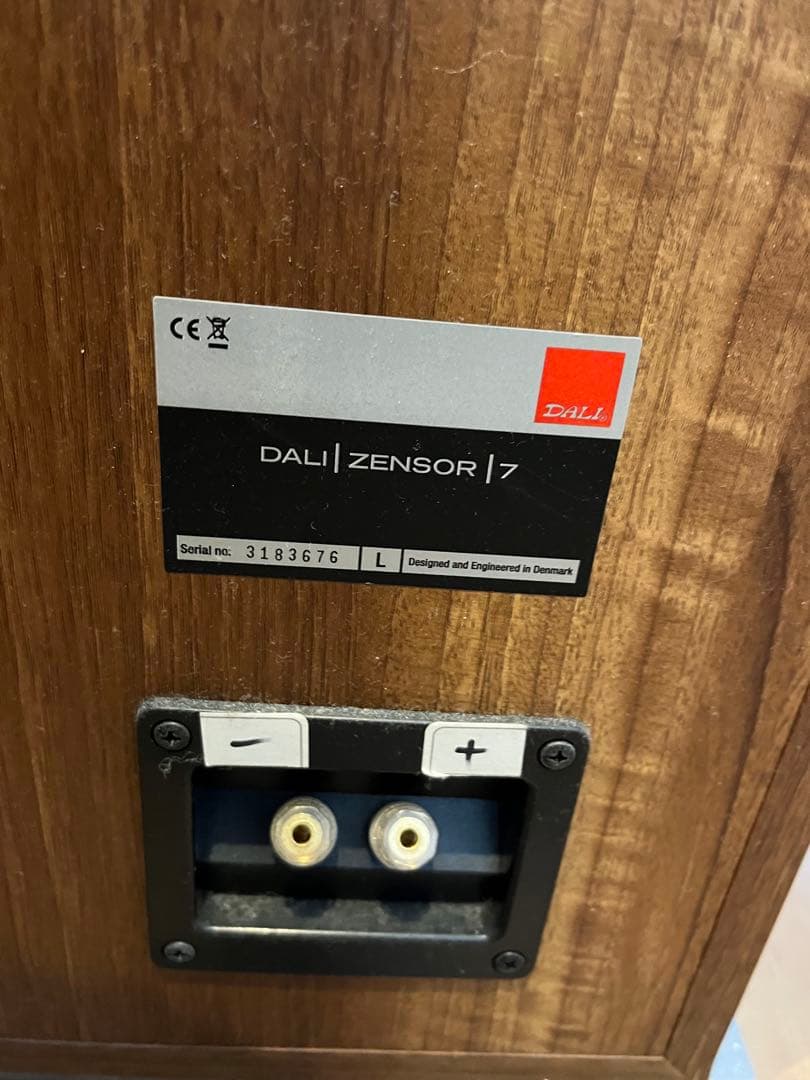 CE
DALI®
DALI|ZENSOR|7
Serial no: 3183676 L Designed and Engineered in Denmark
- +